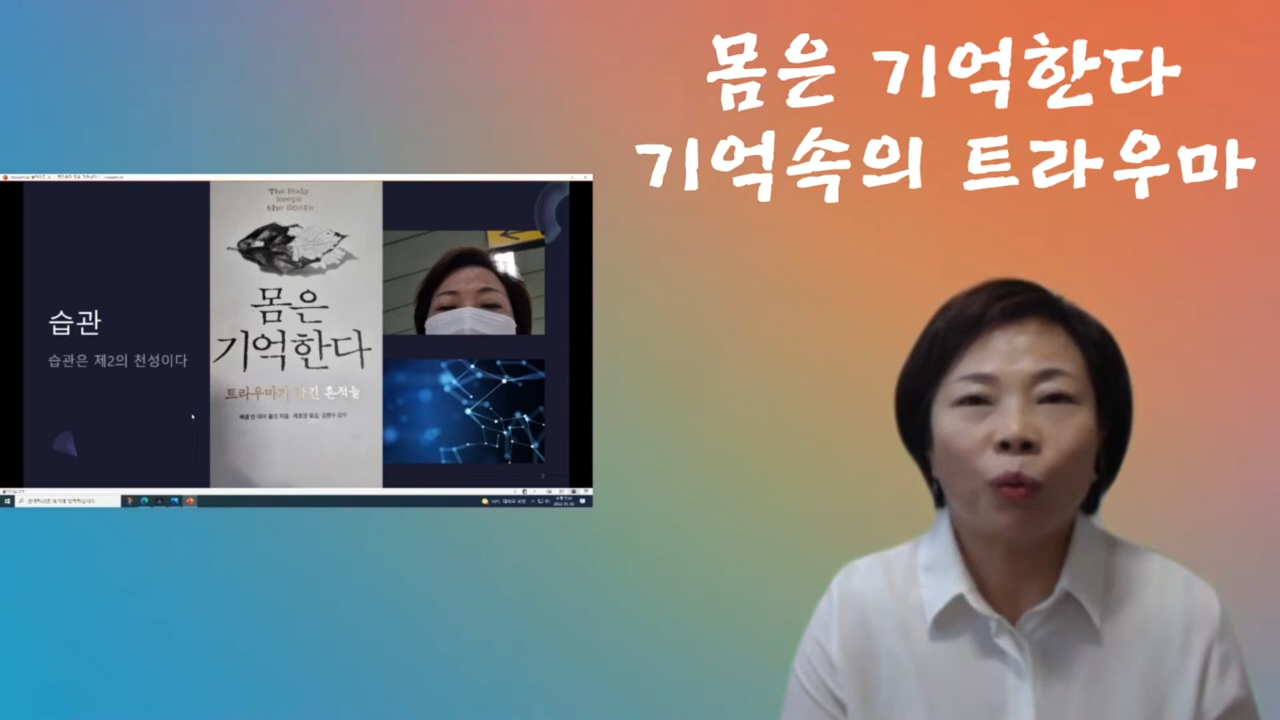 몸은 기억한다
기억속의 트라우마
The Body
keeps
the Score
몸은
기억한다
트라우마가 남긴 흔적들
습관
습관은 제2의 천성이다